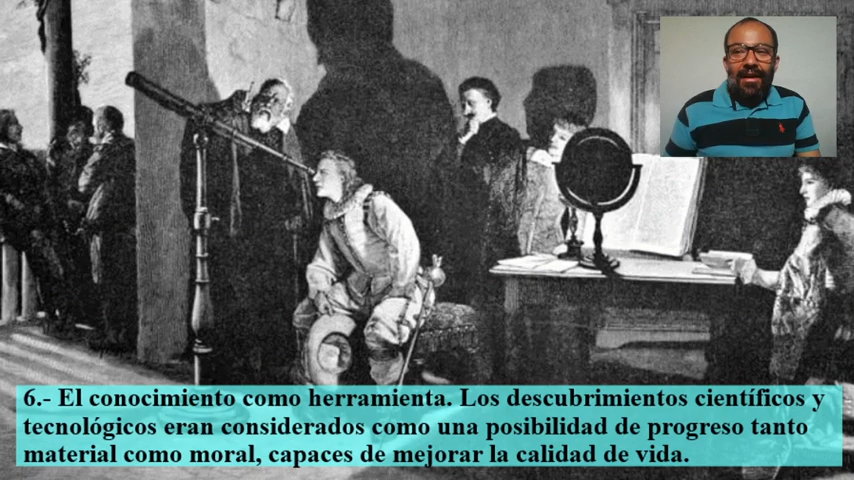 6.- El conocimiento como herramienta. Los descubrimientos científicos y
tecnológicos eran considerados como una posibilidad de progreso tanto
material como moral, capaces de mejorar la calidad de vida.